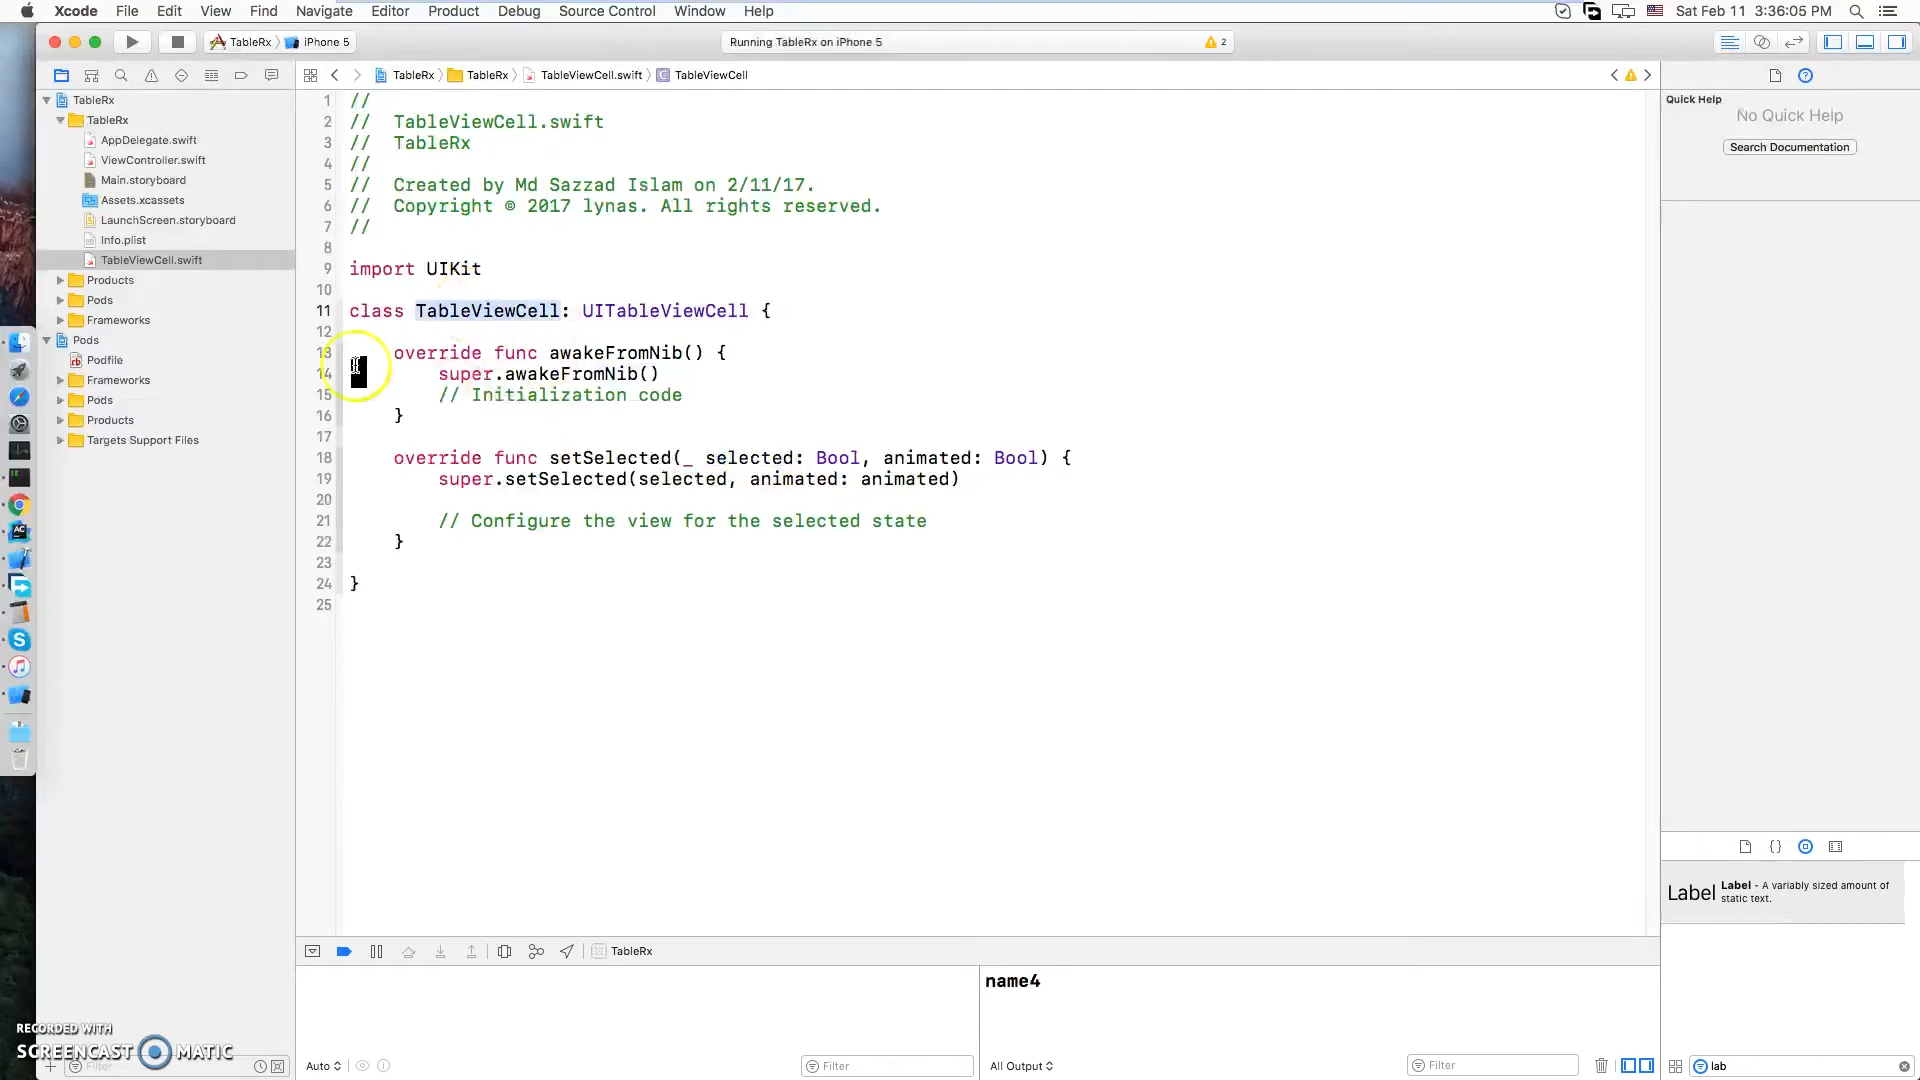 Xcode File Edit View Find Navigate Editor Product Debug Source Control Window Help
Sat Feb 11 3:36:05 PM
TableRx iPhone 5
Running TableRx on iPhone 5
2
TableRx
TableRx
AppDelegate.swift
ViewController.swift
Main.storyboard
Assets.xcassets
LaunchScreen.storyboard
Info.plist
TableViewCell.swift
Products
Pods
Frameworks
Pods
Podfile
Frameworks
Pods
Products
Targets Support Files
TableRx TableRx TableViewCell.swift C TableViewCell
1 //
2 // TableViewCell.swift
3 // TableRx
4 //
5 // Created by Md Sazzad Islam on 2/11/17.
6 // Copyright © 2017 lynas. All rights reserved.
7 //
8
9 import UIKit
10
11 class TableViewCell: UITableViewCell {
12
13 override func awakeFromNib() {
14 super.awakeFromNib()
15 // Initialization code
16 }
17
18 override func setSelected(_ selected: Bool, animated: Bool) {
19 super.setSelected(selected, animated: animated)
20
21 // Configure the view for the selected state
22 }
23
24 }
25
Quick Help
No Quick Help
Search Documentation
Label
Label - A variably sized amount of
static text.
lab
TableRx
name4
Auto
Filter
All Output
Filter
Filter
RECORDED WITH
SCREENCAST MATIC